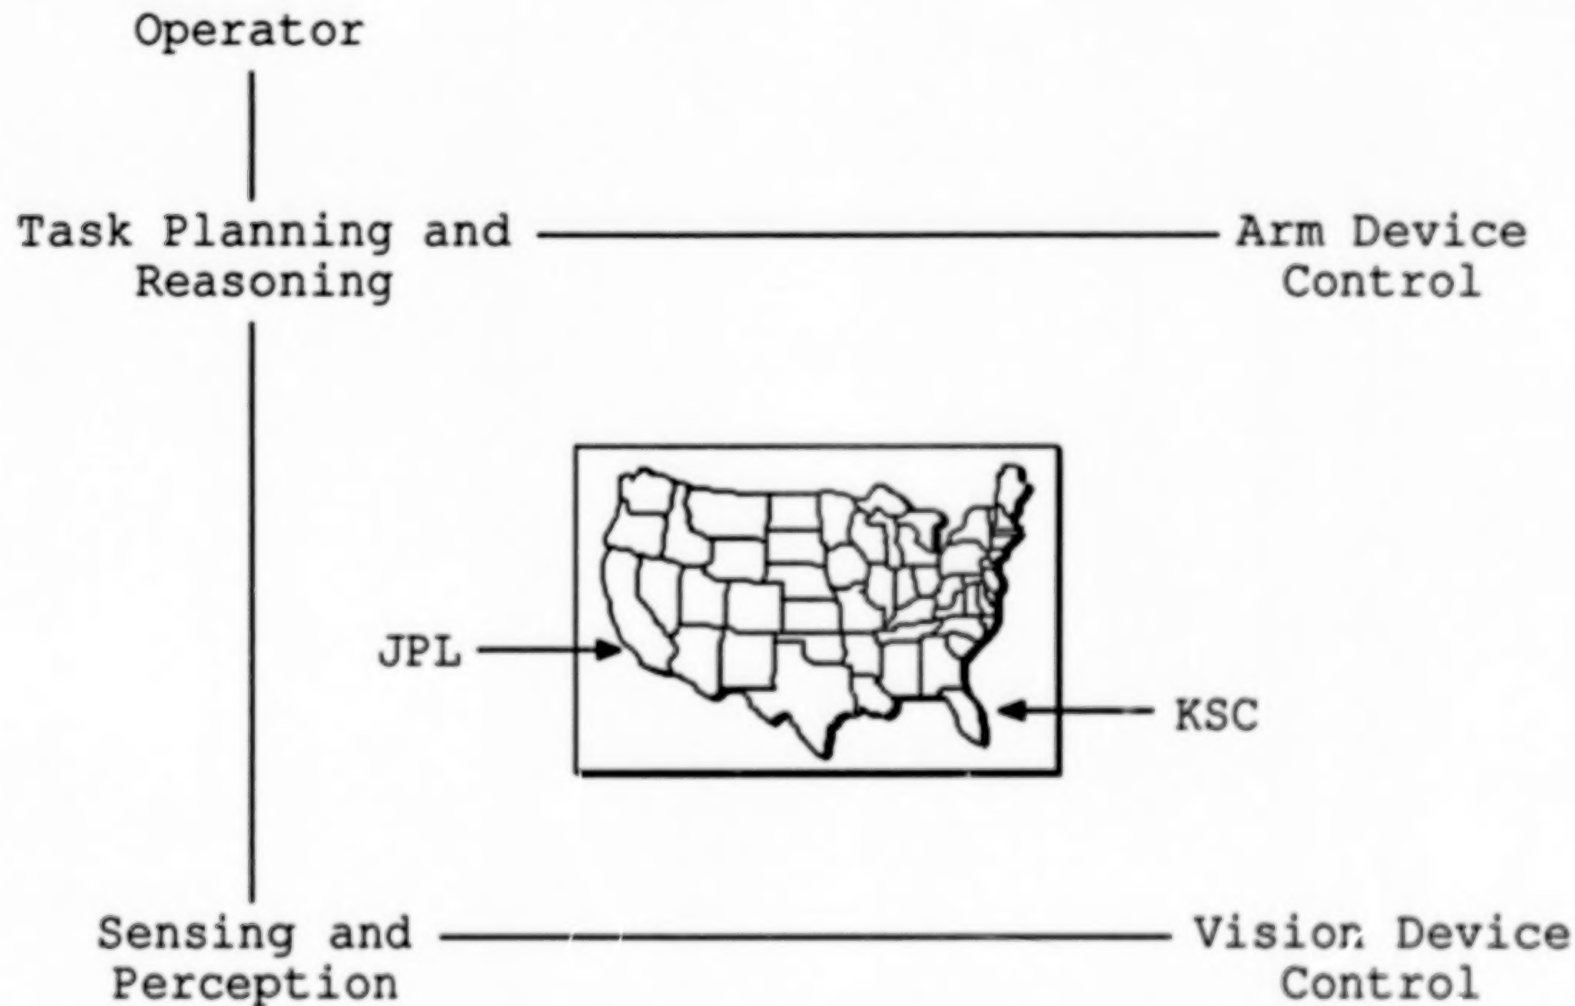 Operator
Task Planning and
Reasoning
Arm Device
Control
JPL
KSC
Sensing and
Perception
Vision Device
Control